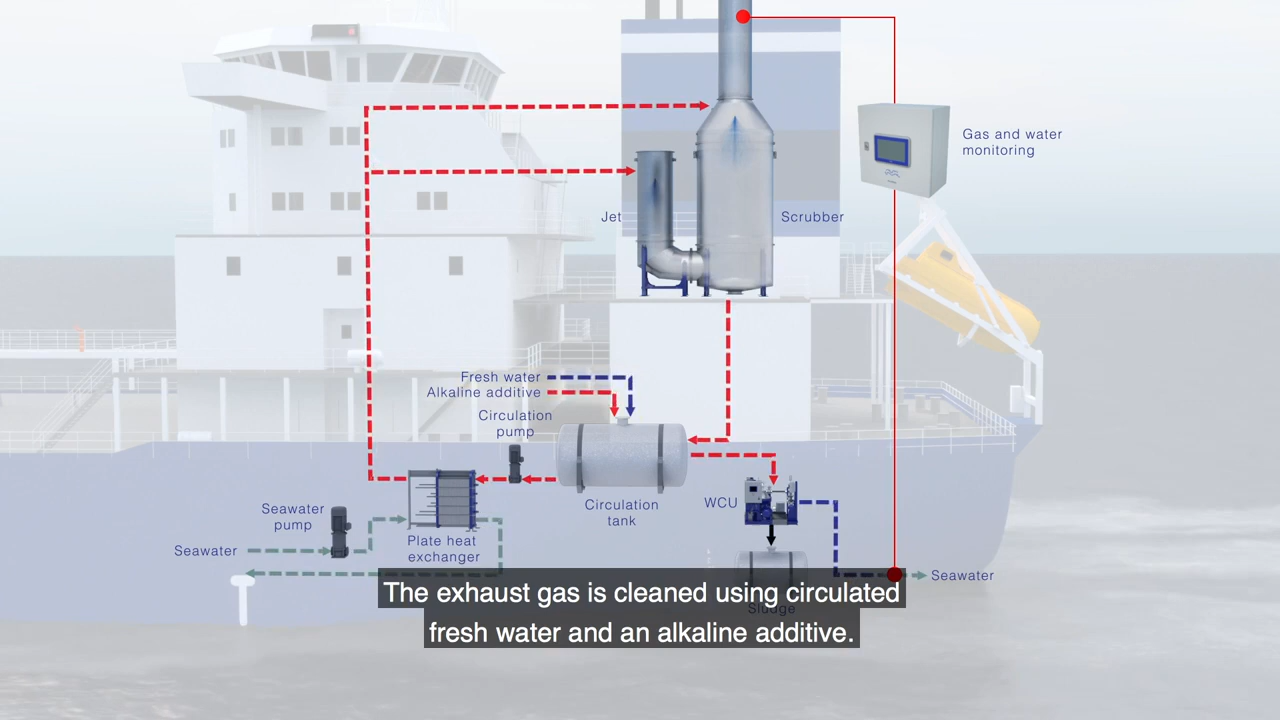 Gas and water
monitoring
Jet
Scrubber
Fresh water
Alkaline additive
Circulation
pump
Circulation
tank
WCU
Seawater
pump
Plate heat
exchanger
Seawater
Seawater
Sludge
The exhaust gas is cleaned using circulated
fresh water and an alkaline additive.